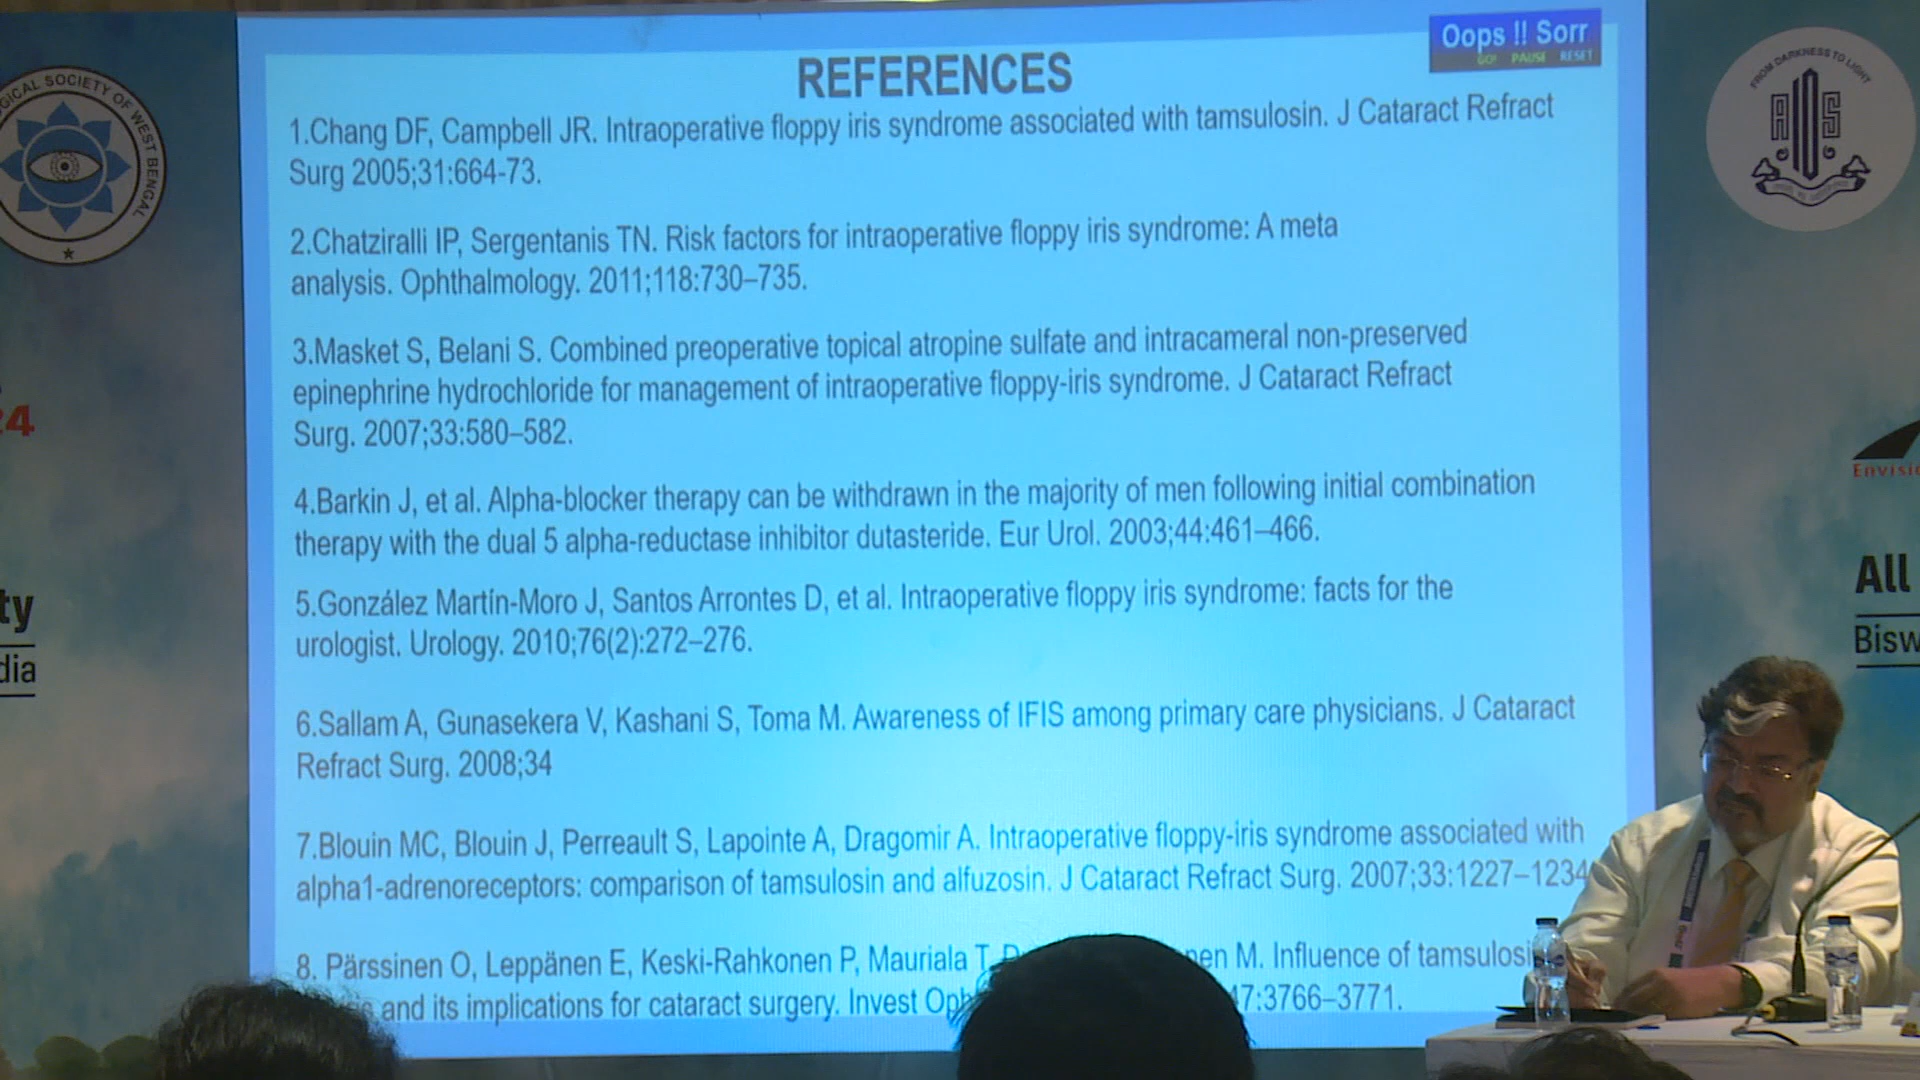 Oops !! Sorr
GO! PAUSE RESET
REFERENCES
1.Chang DF, Campbell JR. Intraoperative floppy iris syndrome associated with tamsulosin. J Cataract Refract
Surg 2005;31:664-73.
2.Chatziralli IP, Sergentanis TN. Risk factors for intraoperative floppy iris syndrome: A meta
analysis. Ophthalmology. 2011;118:730–735.
3.Masket S, Belani S. Combined preoperative topical atropine sulfate and intracameral non-preserved
epinephrine hydrochloride for management of intraoperative floppy-iris syndrome. J Cataract Refract
Surg. 2007;33:580–582.
4.Barkin J, et al. Alpha-blocker therapy can be withdrawn in the majority of men following initial combination
therapy with the dual 5 alpha-reductase inhibitor dutasteride. Eur Urol. 2003;44:461–466.
5.González Martín-Moro J, Santos Arrontes D, et al. Intraoperative floppy iris syndrome: facts for the
urologist. Urology. 2010;76(2):272–276.
6.Sallam A, Gunasekera V, Kashani S, Toma M. Awareness of IFIS among primary care physicians. J Cataract
Refract Surg. 2008;34
7.Blouin MC, Blouin J, Perreault S, Lapointe A, Dragomir A. Intraoperative floppy-iris syndrome associated with
alpha1-adrenoreceptors: comparison of tamsulosin and alfuzosin. J Cataract Refract Surg. 2007;33:1227–1234
8. Pärssinen O, Leppänen E, Keski-Rahkonen P, Mauriala T, nen M. Influence of tamsulosi
and its implications for cataract surgery. Invest Oph 47:3766–3771.
GICAL SOCIETY OF WEST BENGAL
24
ty
dia
FROM DARKNESS TO LIGHT
AIOS
Envisi
All
Bisw